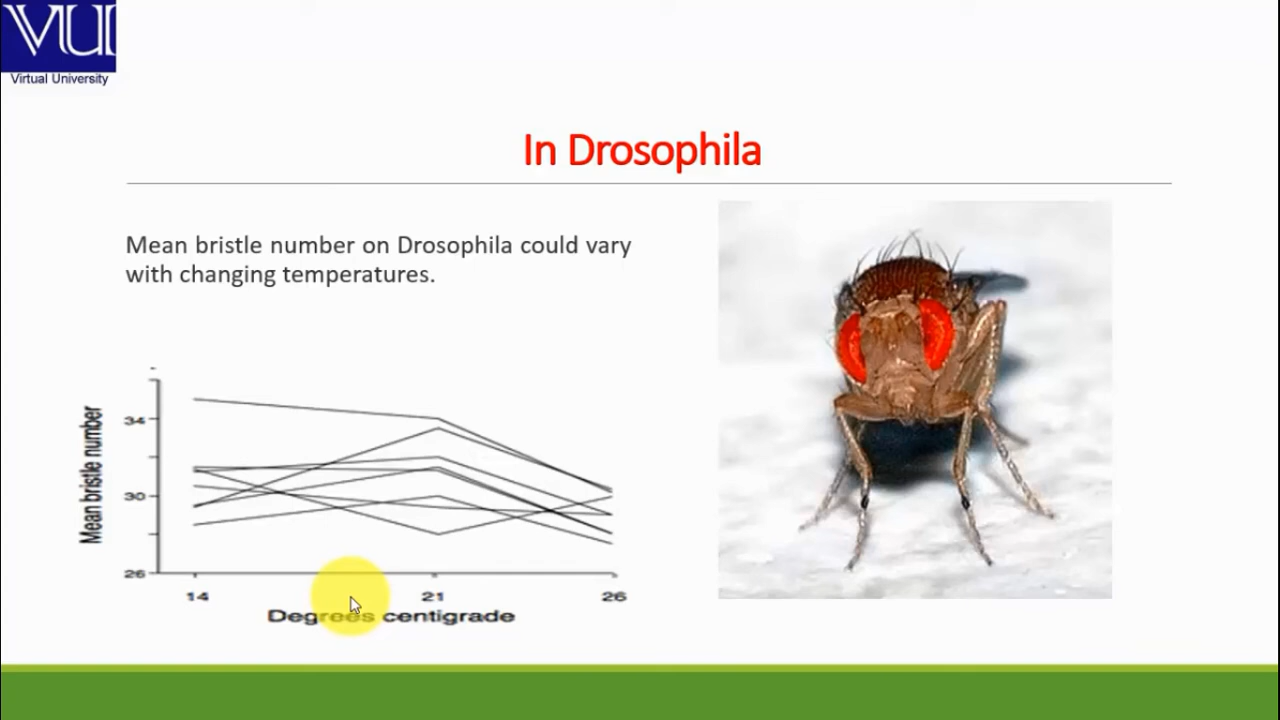 VU
Virtual University
In Drosophila
Mean bristle number on Drosophila could vary
with changing temperatures.
Mean bristle number
34
30
26
14 21 26
Degrees centigrade